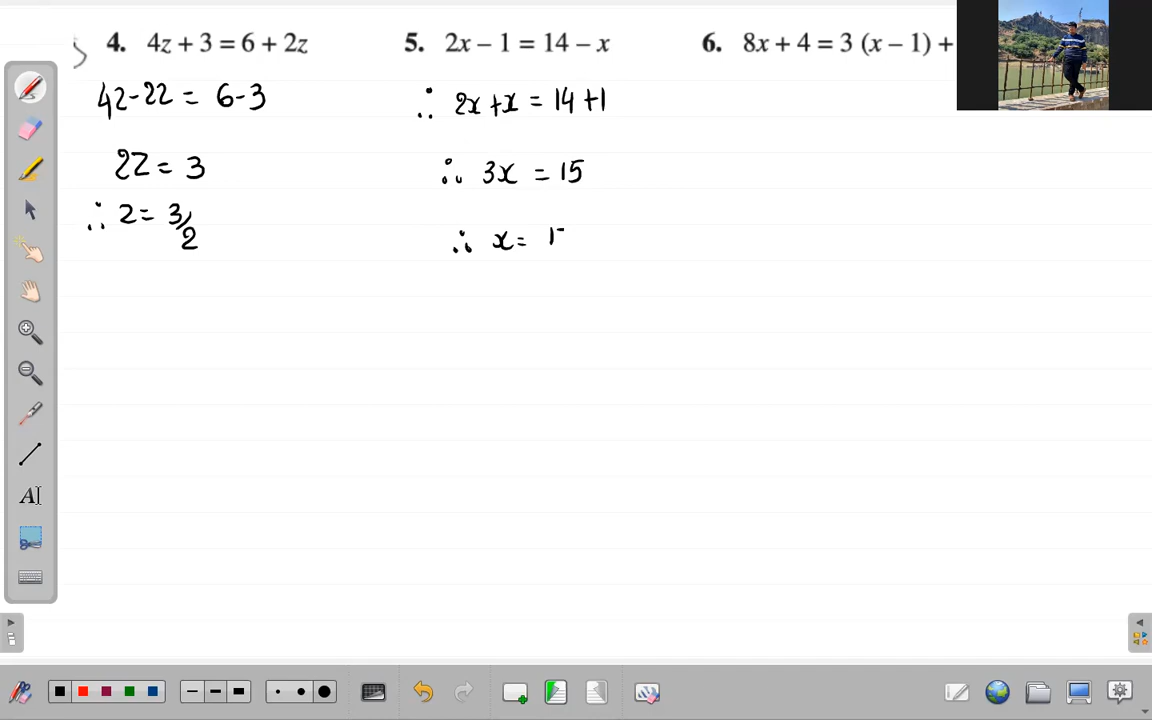 4. 4z + 3 = 6 + 2z
4z-2z = 6-3
2z = 3
∴ z = 3/2
5. 2x – 1 = 14 – x
∴ 2x+x = 14+1
∴ 3x = 15
∴ x =
6. 8x + 4 = 3 (x – 1) +